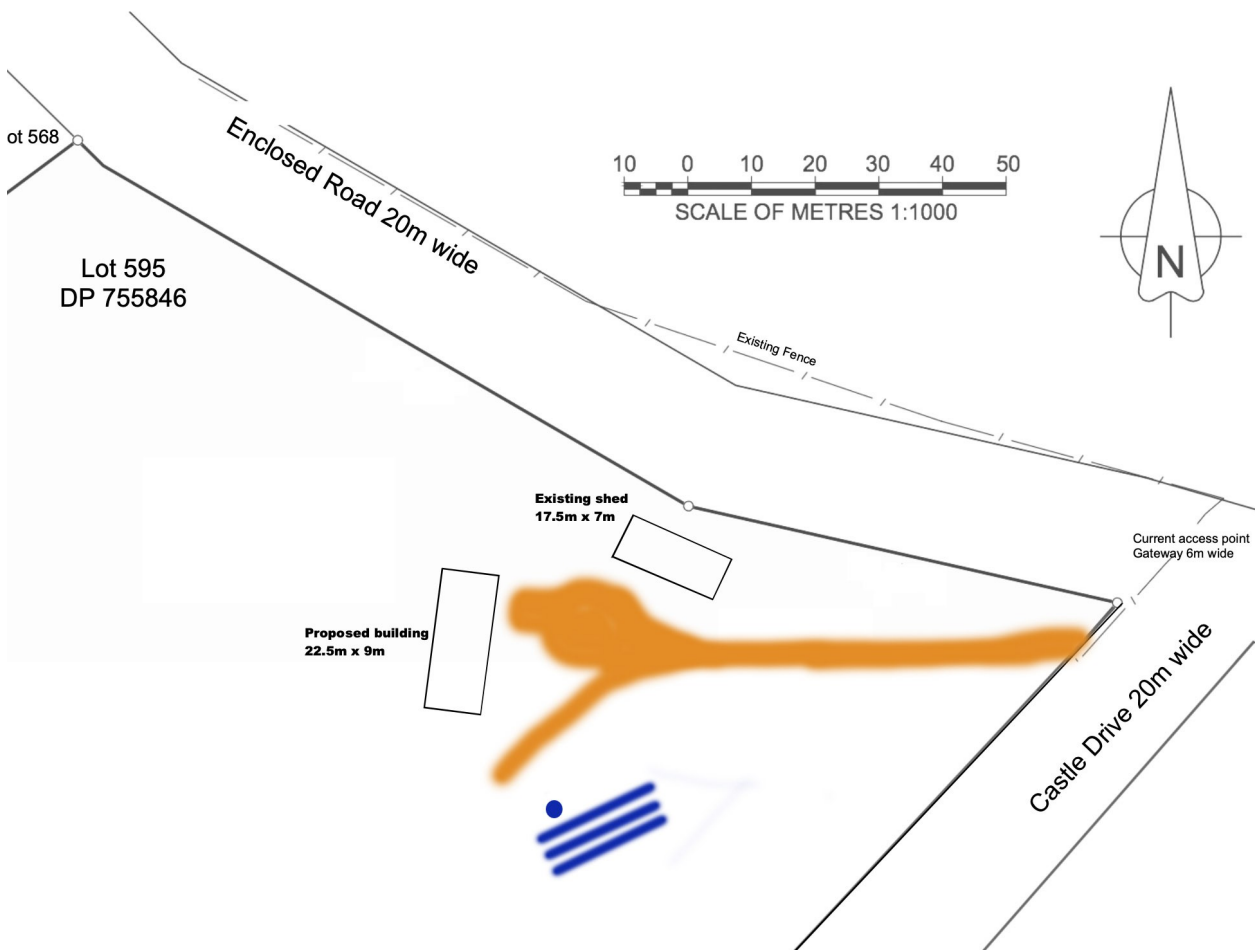 ot 568
Enclosed Road 20m wide
10 0 10 20 30 40 50
SCALE OF METRES 1:1000
N
Lot 595
DP 755846
Existing Fence
Existing shed
17.5m x 7m
Current access point
Gateway 6m wide
Proposed building
22.5m x 9m
Castle Drive 20m wide